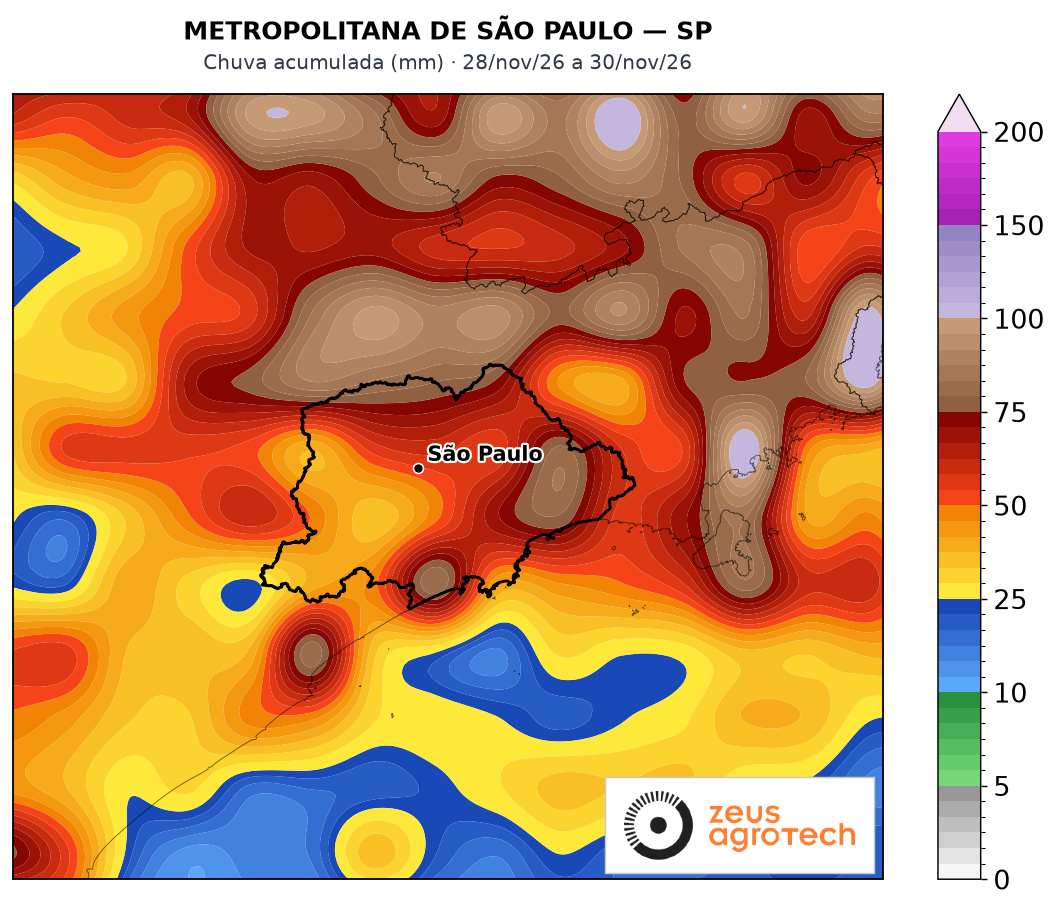 METROPOLITANA DE SÃO PAULO — SP
Chuva acumulada (mm) · 28/nov/26 a 30/nov/26
São Paulo
200
150
100
75
50
25
10
5
0
zeus
agroтech